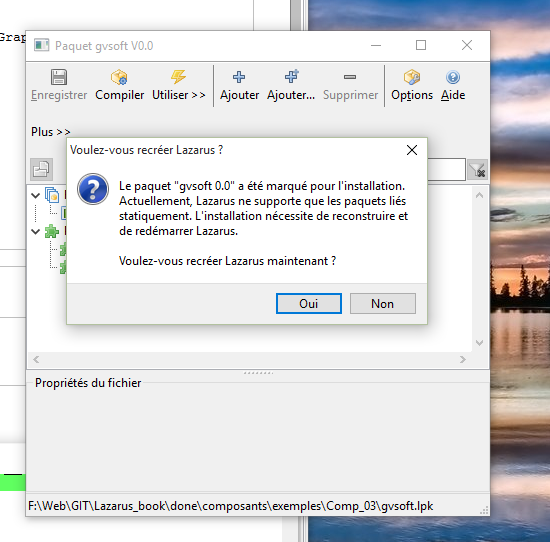 Grap
Paquet gvsoft V0.0
Enregistrer Compiler Utiliser >> Ajouter Ajouter... Supprimer Options Aide
Plus >>
Voulez-vous recréer Lazarus ?
Le paquet "gvsoft 0.0" a été marqué pour l'installation.
Actuellement, Lazarus ne supporte que les paquets liés
statiquement. L'installation nécessite de reconstruire et
de redémarrer Lazarus.
Voulez-vous recréer Lazarus maintenant ?
Oui Non
Propriétés du fichier
F:\Web\GIT\Lazarus_book\done\composants\exemples\Comp_03\gvsoft.lpk